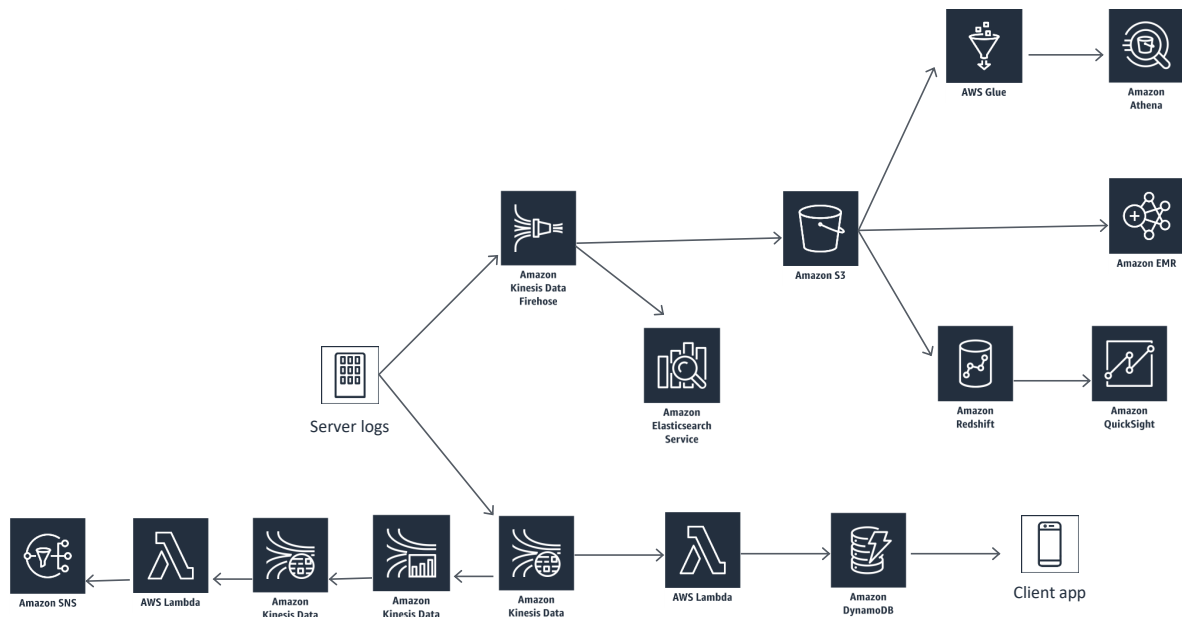 AWS Glue
Amazon
Athena
Amazon
Kinesis Data
Firehose
Amazon S3
Amazon EMR
Server logs
Amazon
Elasticsearch
Service
Amazon
Redshift
Amazon
QuickSight
Amazon SNS
AWS Lambda
Amazon
Kinesis Data
Amazon
Kinesis Data
Amazon
Kinesis Data
AWS Lambda
Amazon
DynamoDB
Client app